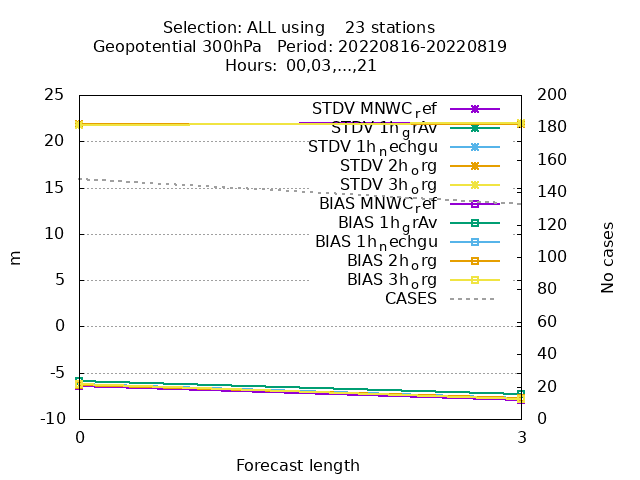 Selection: ALL using    23 stations
Geopotential 300hPa   Period: 20220816-20220819
Hours:  00,03,...,21
STDV MNWC_ref
STDV 1h_grAv
STDV 1h_nechgu
STDV 2h_org
STDV 3h_org
BIAS MNWC_ref
BIAS 1h_grAv
BIAS 1h_nechgu
BIAS 2h_org
BIAS 3h_org
CASES
25
20
15
10
5
0
-5
-10
m
200
180
160
140
120
100
80
60
40
20
0
No cases
0
3
Forecast length